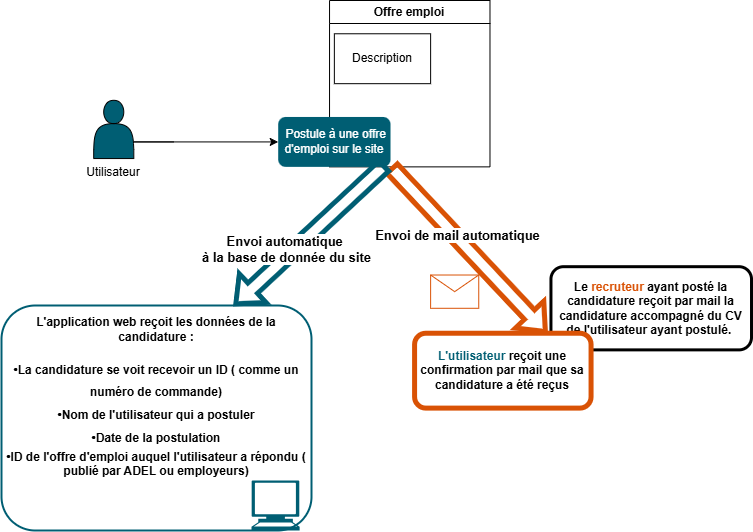 Offre emploi
Description
Postule à une offre
d'emploi sur le site
Utilisateur
Envoi automatique
à la base de donnée du site
Envoi de mail automatique
Le recruteur ayant posté la
candidature reçoit par mail la
candidature accompagné du CV
de l'utilisateur ayant postulé.
L'utilisateur reçoit une
confirmation par mail que sa
candidature a été reçus
L'application web reçoit les données de la
candidature :
•La candidature se voit recevoir un ID ( comme un
numéro de commande)
•Nom de l'utilisateur qui a postuler
•Date de la postulation
•ID de l'offre d'emploi auquel l'utilisateur a répondu (
publié par ADEL ou employeurs)